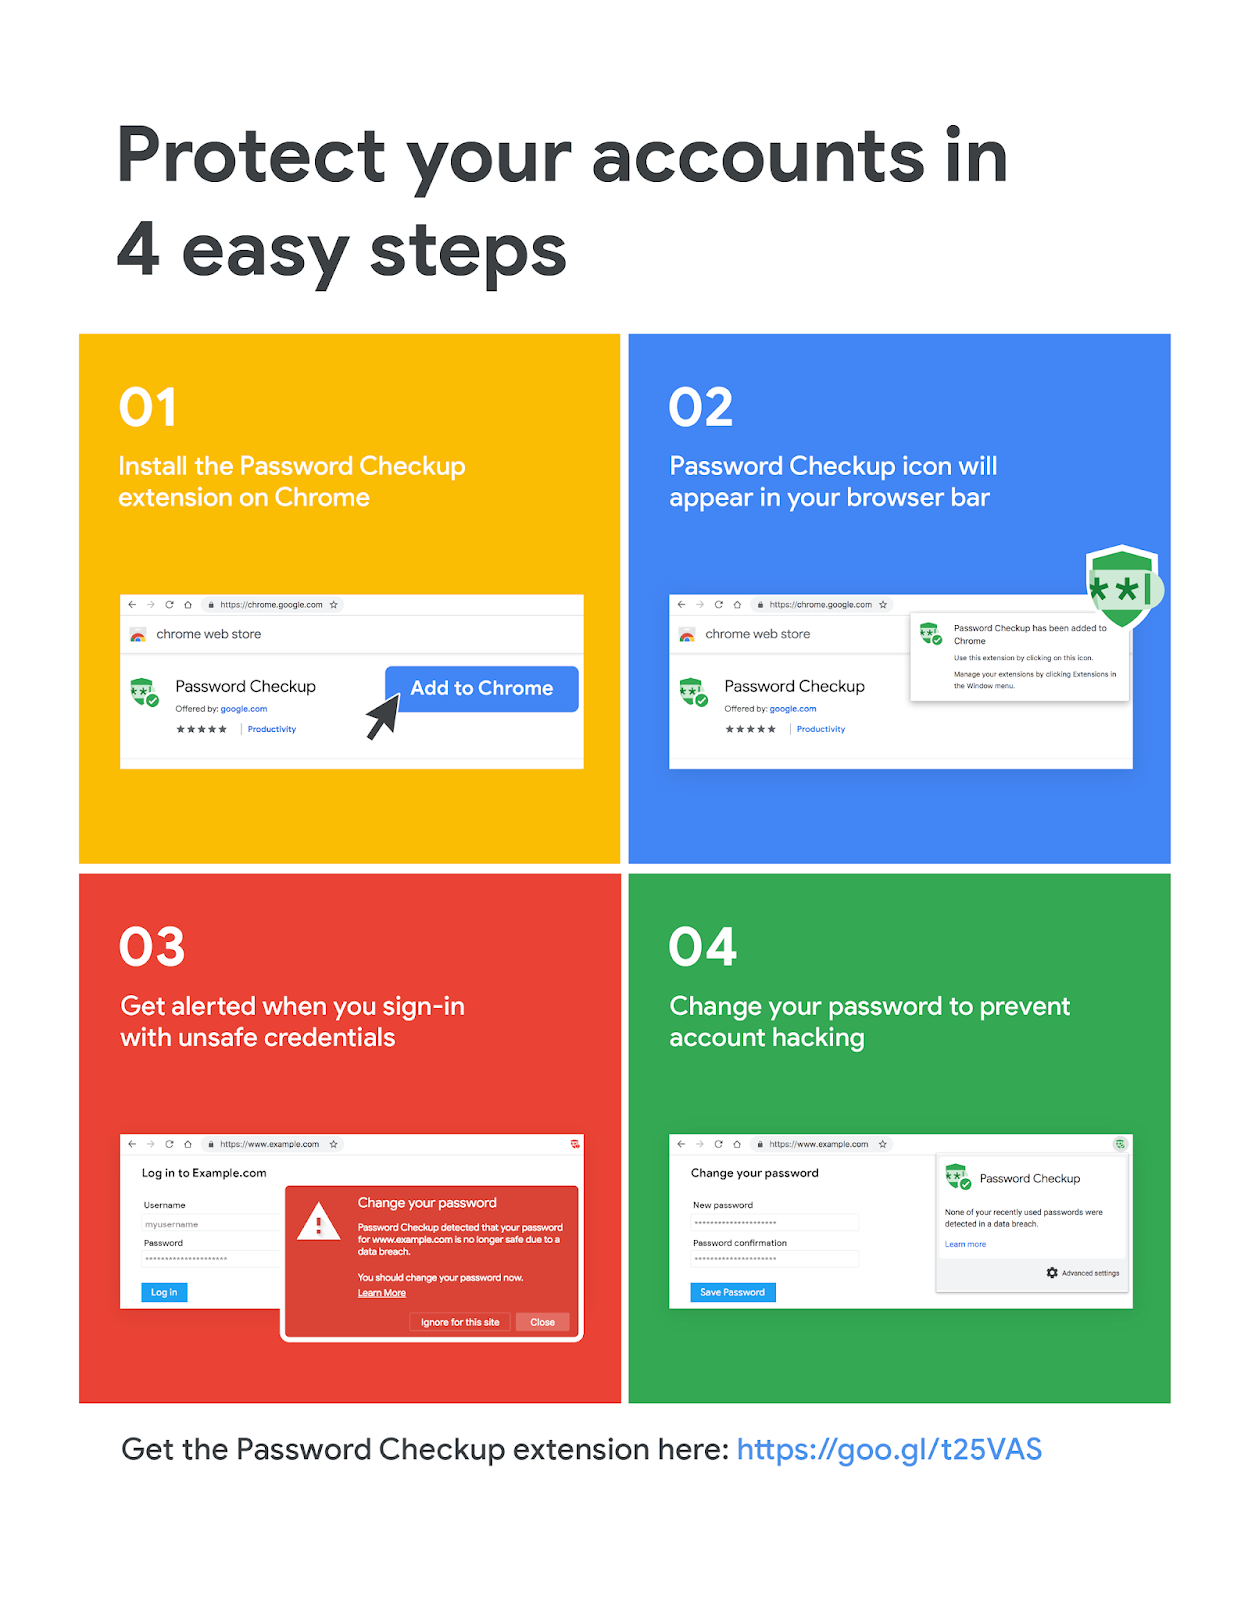 Protect your accounts in
4 easy steps
01
Install the Password Checkup
extension on Chrome
https://chrome.google.com
chrome web store
Password Checkup
Offered by: google.com
Productivity
Add to Chrome
02
Password Checkup icon will
appear in your browser bar
https://chrome.google.com
chrome web store
Password Checkup
Offered by: google.com
Productivity
**
Password Checkup has been added to
Chrome
Use this extension by clicking on this icon.
Manage your extensions by clicking Extensions in
the Window menu.
03
Get alerted when you sign-in
with unsafe credentials
https://www.example.com
Log in to Example.com
Username
myusername
Password
*********************
Log in
Change your password
Password Checkup detected that your password
for www.example.com is no longer safe due to a
data breach.
You should change your password now.
Learn More
Ignore for this site
Close
04
Change your password to prevent
account hacking
https://www.example.com
Change your password
New password
*********************
Password confirmation
*********************
Save Password
Password Checkup
None of your recently used passwords were
detected in a data breach.
Learn more
Advanced settings
Get the Password Checkup extension here: https://goo.gl/t25VAS